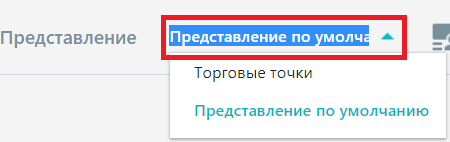 Представление Представление по умолча
Торговые точки
Представление по умолчанию